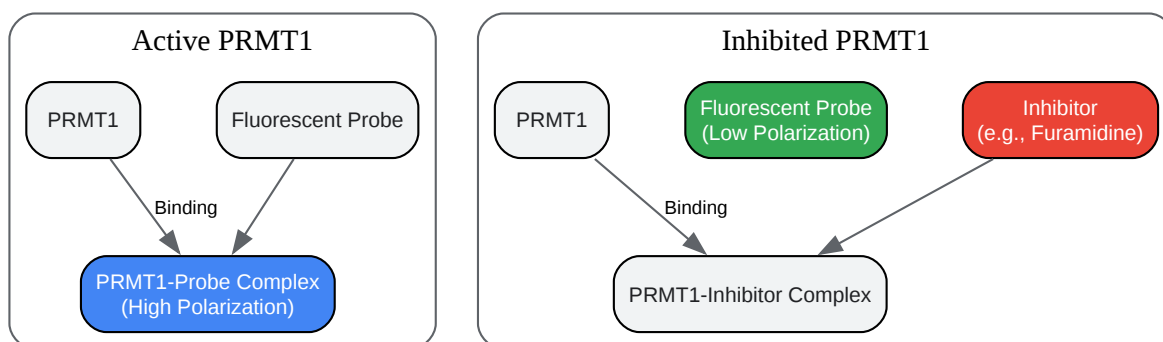 Active PRMT1
PRMT1
Fluorescent Probe
Binding
PRMT1-Probe Complex
(High Polarization)
Inhibited PRMT1
PRMT1
Fluorescent Probe
(Low Polarization)
Inhibitor
(e.g., Furamidine)
Binding
PRMT1-Inhibitor Complex